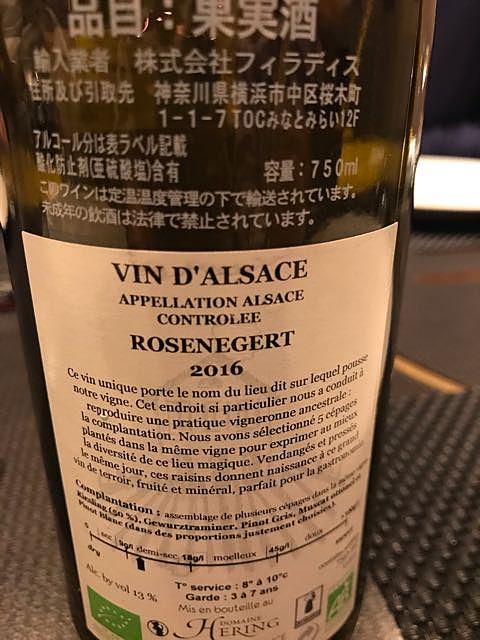 品目：果実酒
輸入業者　株式会社フィラディス
住所及び引取先　神奈川県横浜市中区桜木町
1-1-7TOCみなとみらい12F
アルコール分は表ラベル記載
酸化防止剤(亜硫酸塩)含有　容量：750ml
このワインは定温温度管理の下で輸送されています。
未成年の飲酒は法律で禁止されています。
VIN D'ALSACE
APPELLATION ALSACE
CONTROLEE
ROSENEGERT
2016
Ce vin unique porte le nom du lieu dit sur lequel pousse
notre vigne. Cet endroit si particulier nous a conduit à
reproduire une pratique vigneronne ancestrale :
la complantation. Nous avons sélectionné 5 cépages
plantés dans la même vigne pour exprimer au mieux
la diversité de ce lieu magique. Vendangés et pressés
le même jour, ces raisins donnent naissance à ce grand
vin de terroir, fruité et minéral, parfait pour la gastronomie.
Complantation : assemblage de plusieurs cépages dans la même vigne
riesling (50 %), Gewurztraminer, Pinot Gris, Muscat ottonel et
Pinot Blanc (dans des proportions justement choisies).
0 sec 9g/l demi-sec 18g/l moelleux 45g/l doux
dry
Alc. by vol 13 %
T° service : 8° à 10°c
Garde : 3 à 7 ans
Mis en bouteille au
DOMAINE
HERING